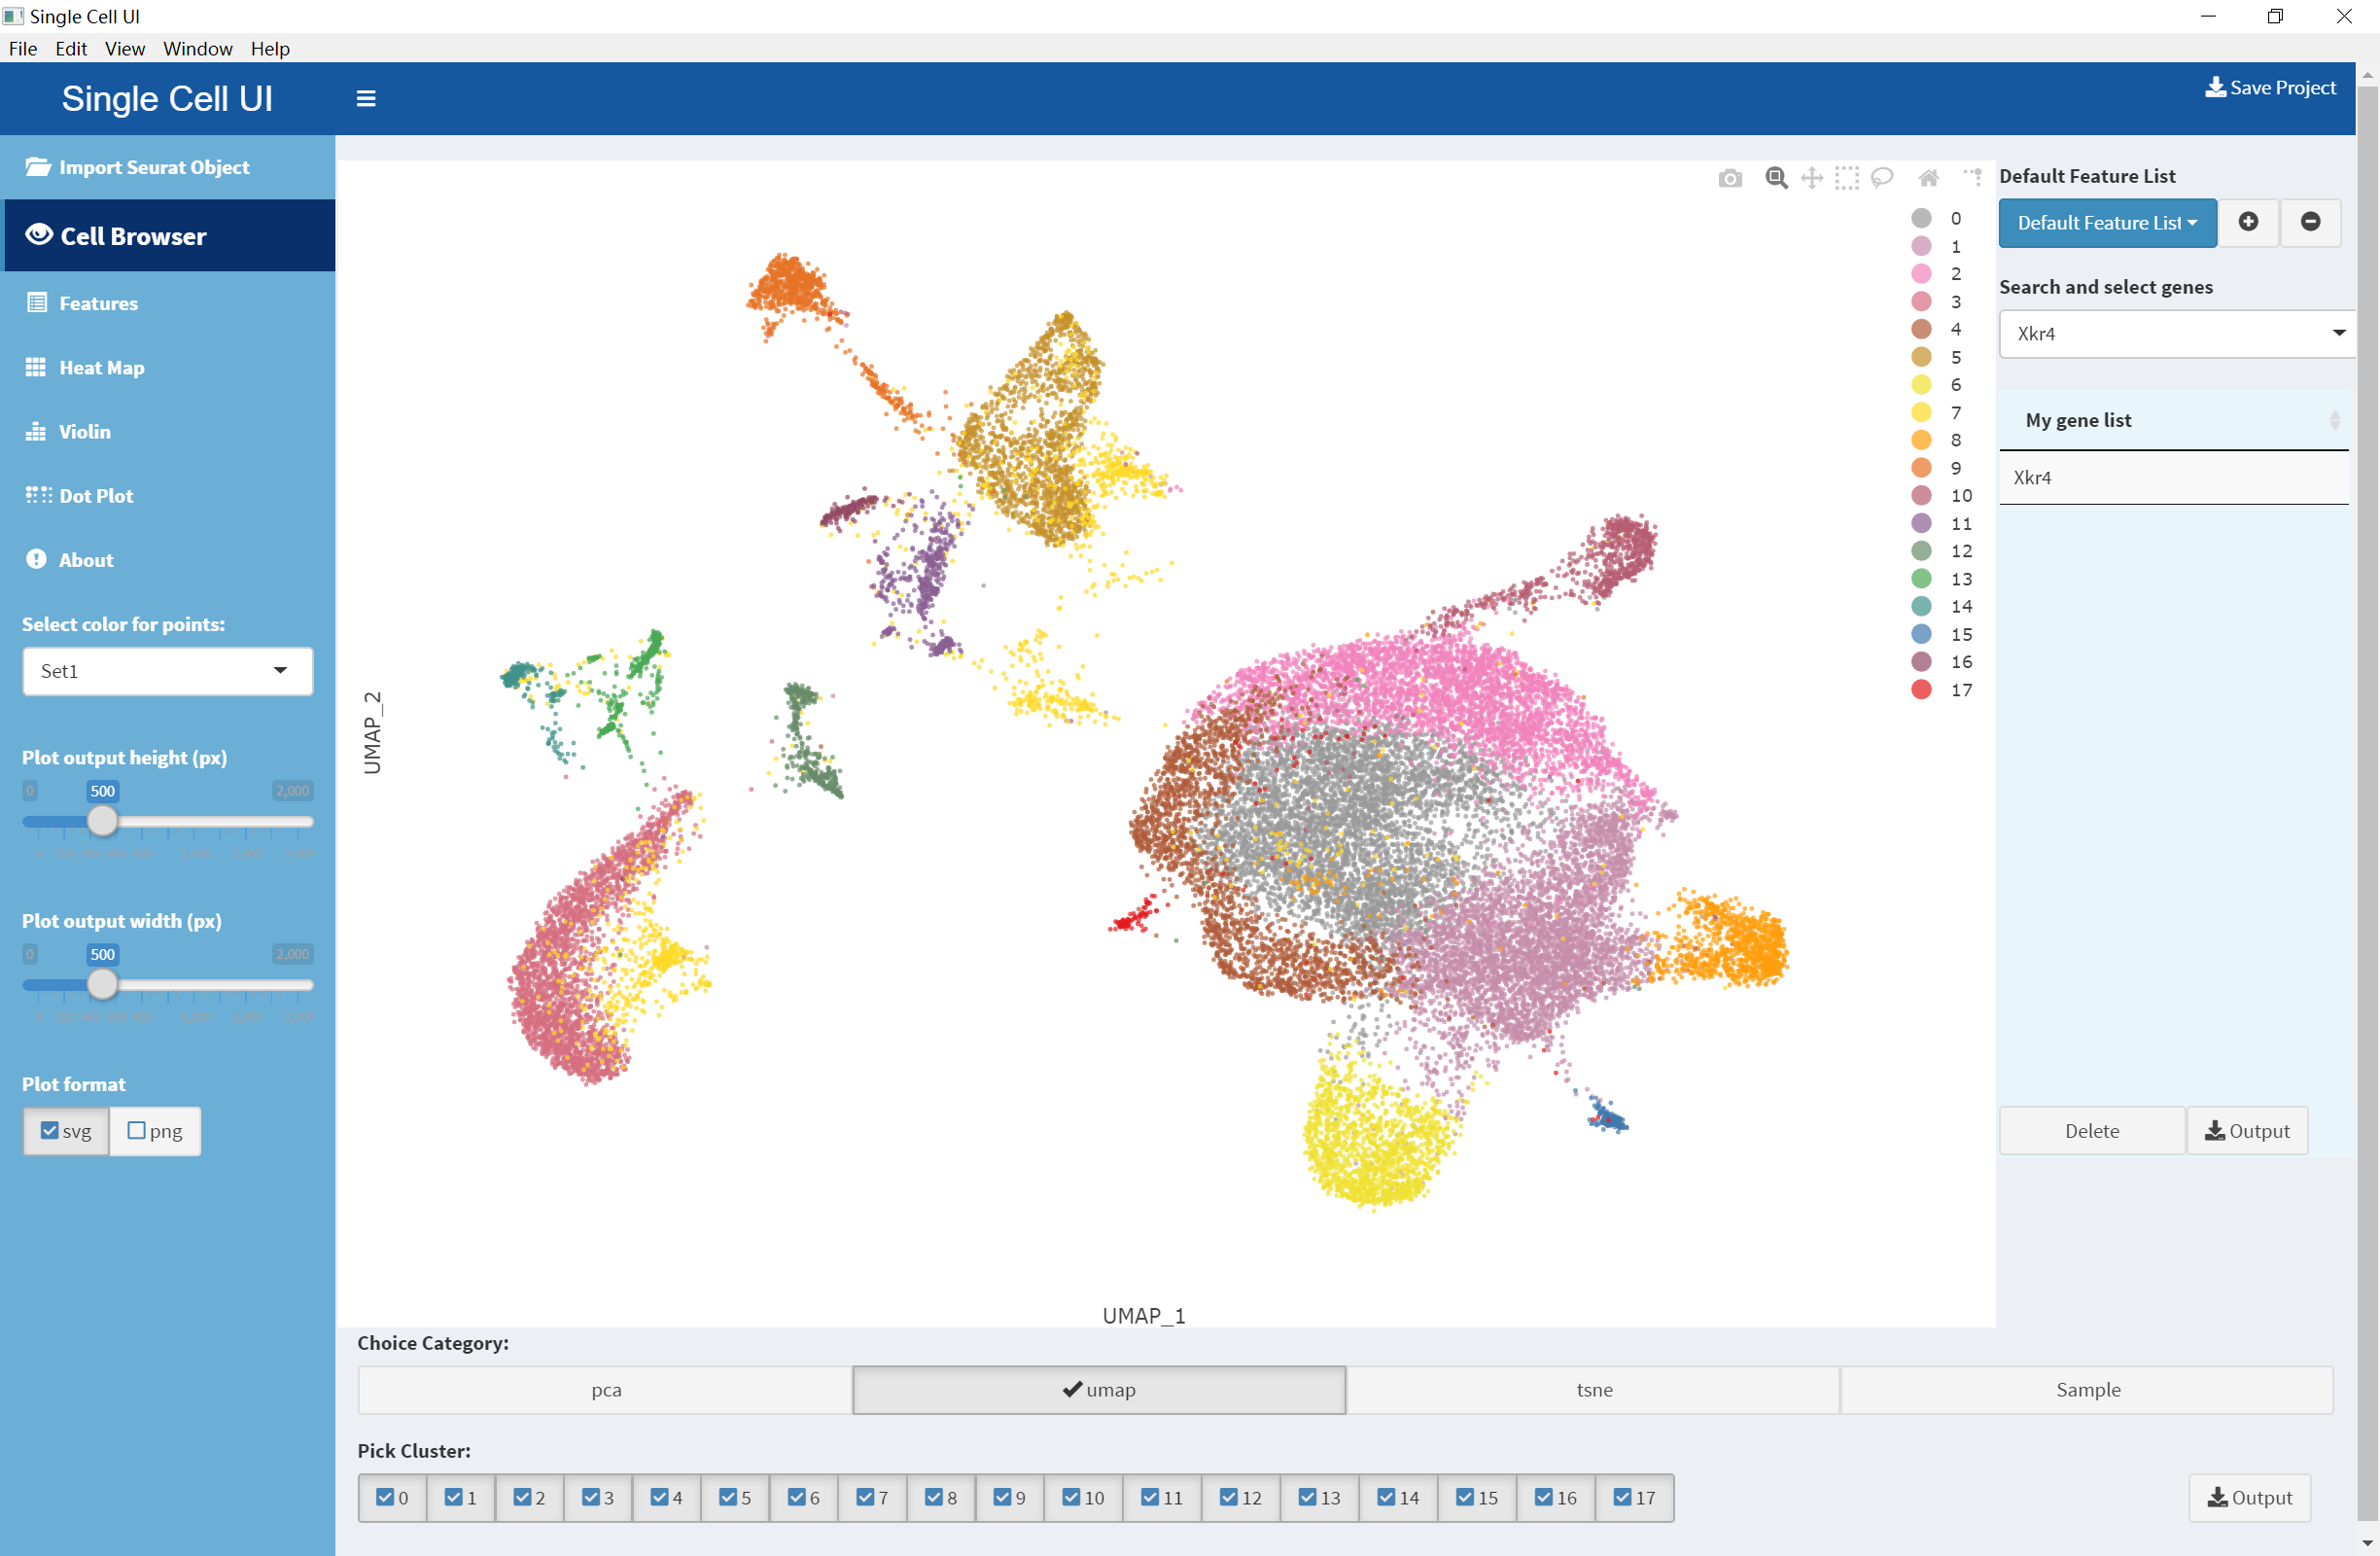 Single Cell UI
File Edit View Window Help
Single Cell UI
Save Project
Import Seurat Object
Cell Browser
Features
Heat Map
Violin
Dot Plot
About
Select color for points:
Set1
Plot output height (px)
0 500 2,000
Plot output width (px)
0 500 2,000
Plot format
svg png
UMAP_2
UMAP_1
0
1
2
3
4
5
6
7
8
9
10
11
12
13
14
15
16
17
Default Feature List
Default Feature List
Search and select genes
Xkr4
My gene list
Xkr4
Delete Output
Choice Category:
pca umap tsne Sample
Pick Cluster:
0 1 2 3 4 5 6 7 8 9 10 11 12 13 14 15 16 17
Output